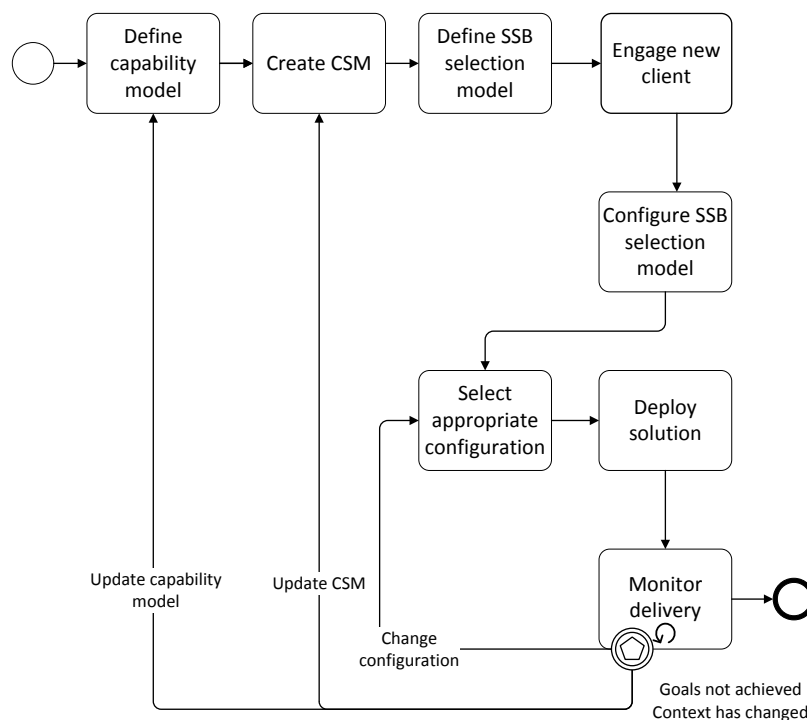 Define
capability
model
Create CSM
Define SSB
selection
model
Engage new
client
Configure SSB
selection
model
Select
appropriate
configuration
Deploy
solution
Update capability
model
Update CSM
Change
configuration
Monitor
delivery
Goals not achieved
Context has changed